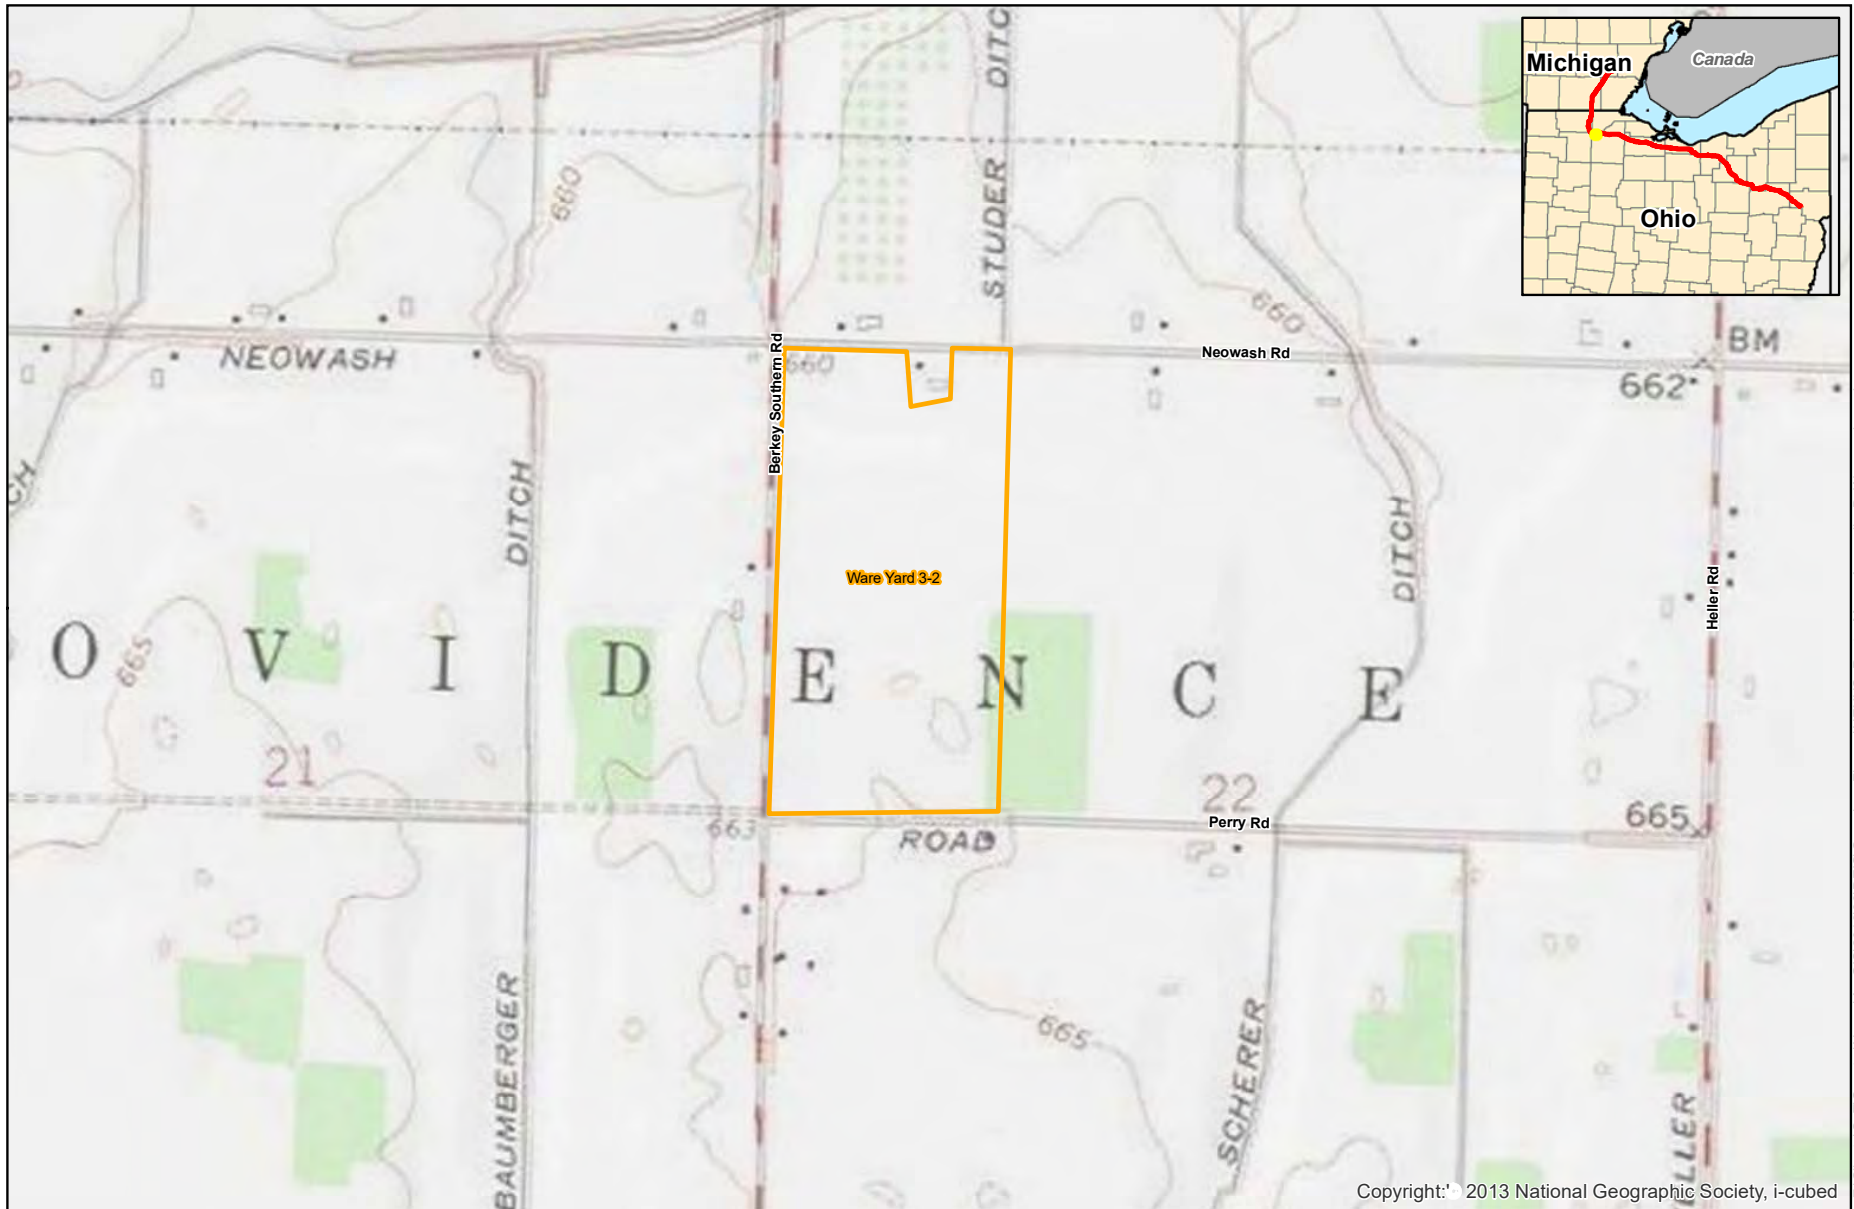 Michigan
Canada
Ohio
DITC
STUDER
660
660
NEOWASH
Berkey Southern Rd
660
Neowash Rd
BM
662
CH
DITCH
DITCH
Ware Yard 3-2
Heller Rd
O V I D E N C E
665
21
22
663
ROAD
Perry Rd
665
BAUMBERGER
665
SCHERER
ELLER
Copyright: © 2013 National Geographic Society, i-cubed